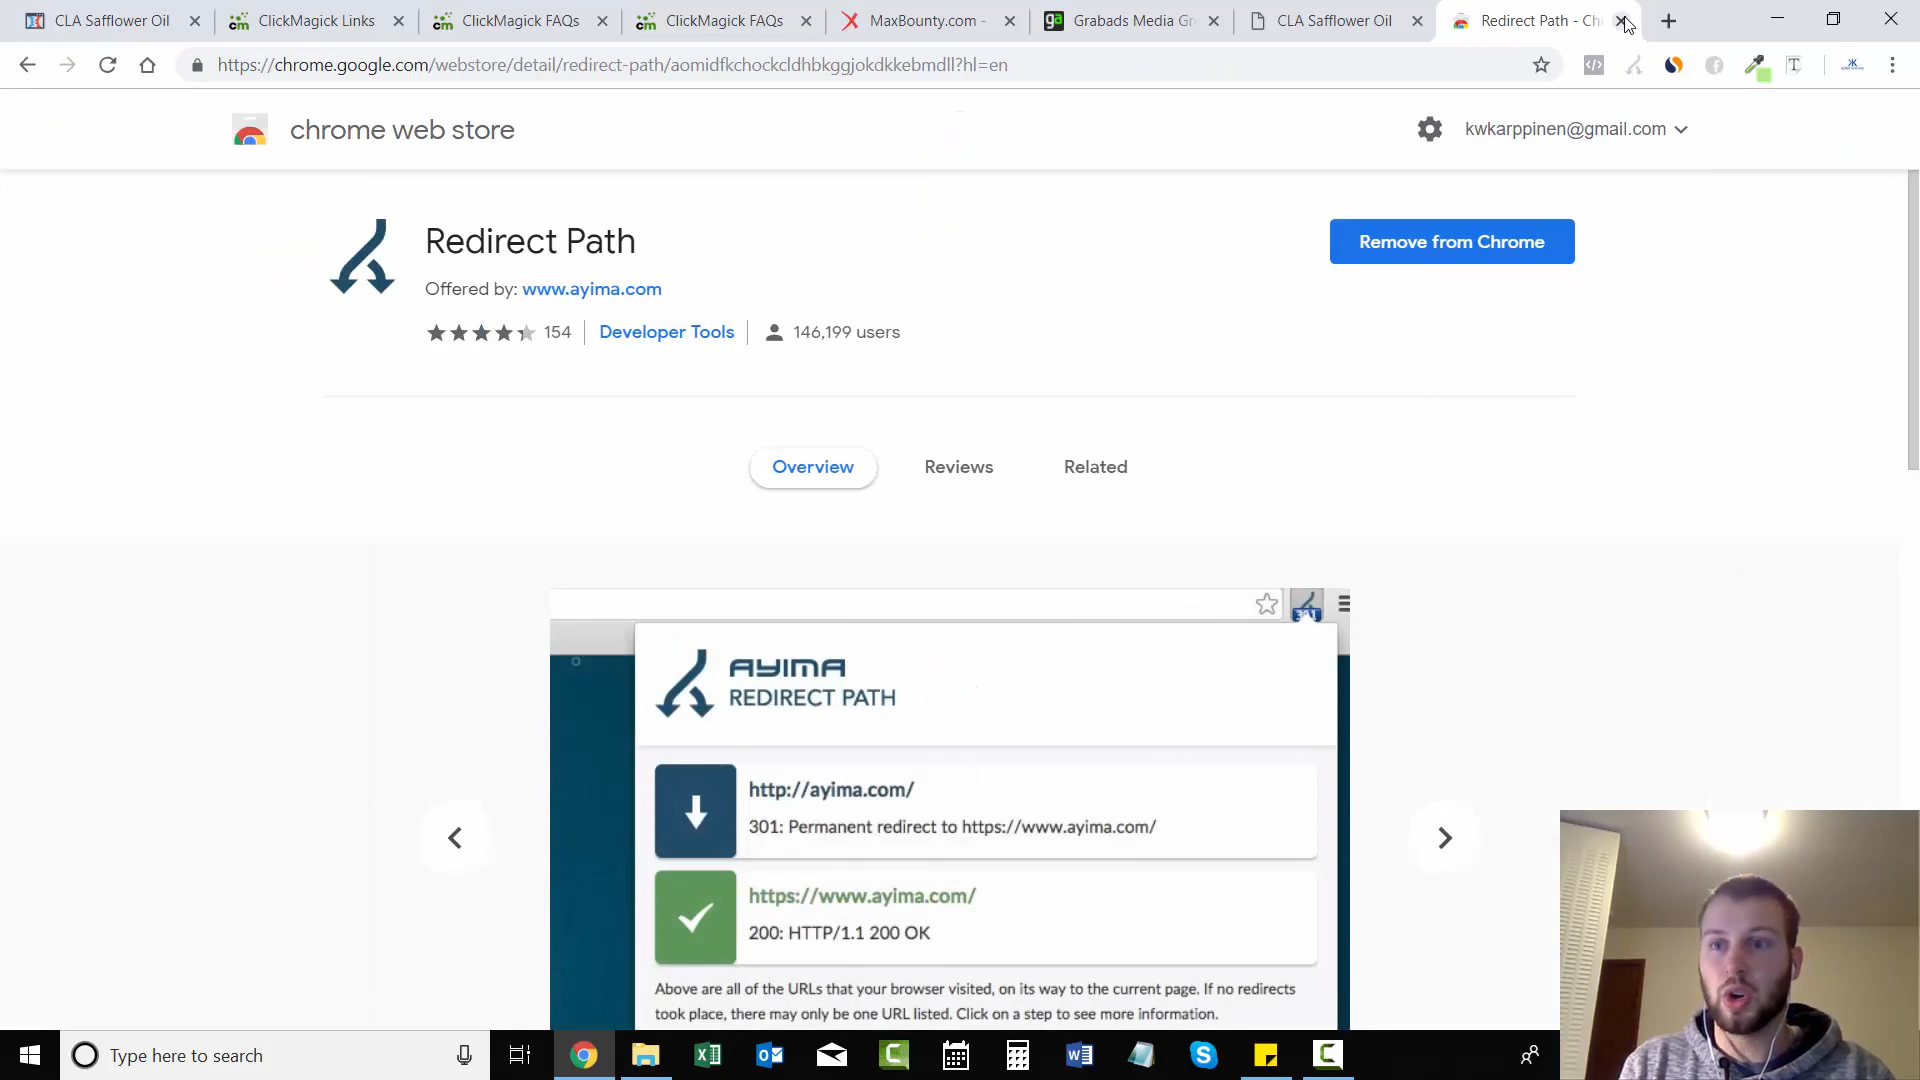 CLA Safflower Oil
ClickMagick Links
ClickMagick FAQs
ClickMagick FAQs
MaxBounty.com -
Grabads Media Gr
CLA Safflower Oil
Redirect Path - Ch
https://chrome.google.com/webstore/detail/redirect-path/aomidfkchockcldhbkggjokdkkebmdll?hl=en
chrome web store
kwkarppinen@gmail.com
Redirect Path
Remove from Chrome
Offered by: www.ayima.com
154
Developer Tools
146,199 users
Overview
Reviews
Related
301
AYIMA
REDIRECT PATH
http://ayima.com/
301: Permanent redirect to https://www.ayima.com/
https://www.ayima.com/
200: HTTP/1.1 200 OK
Above are all of the URLs that your browser visited, on its way to the current page. If no redirects
took place, there may only be one URL listed. Click on a step to see more information.
Type here to search